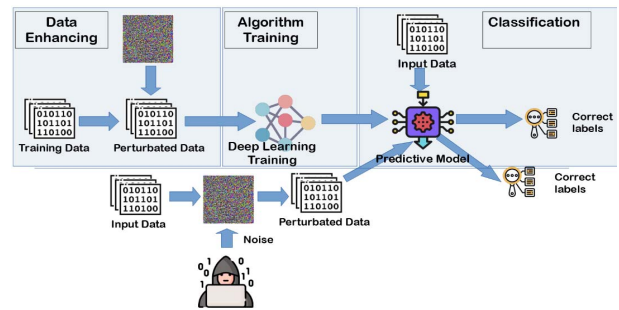 Data
Enhancing
Algorithm
Training
Classification
010110
101101
110100
Input Data
010110
101101
110100
Training Data
010110
101101
110100
Perturbated Data
Deep Learning
Training
Predictive Model
Correct
labels
010110
101101
110100
Input Data
010110
101101
110100
Perturbated Data
Correct
labels
Noise